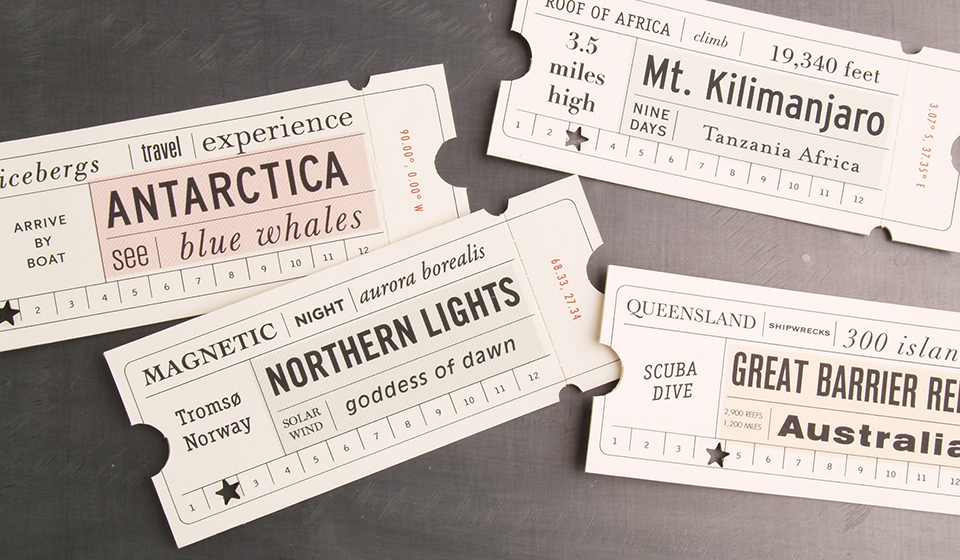 icebergs | travel | experience
ARRIVE
BY
BOAT
ANTARCTICA
see | blue whales
2 3 4 5 6 7 8 9 10 11 12
90.00°, 0.00° W
ROOF OF AFRICA | climb | 19,340 feet
3.5
miles
high
Mt. Kilimanjaro
NINE
DAYS
Tanzania Africa
1 2 4 5 6 7 8 9 10 11 12
3.07° S, 37.35° E
MAGNETIC | NIGHT | aurora borealis
Tromsø
Norway
NORTHERN LIGHTS
SOLAR
WIND
goddess of dawn
1 3 4 5 6 7 8 9 10 11 12
68.33, 27.34
QUEENSLAND | SHIPWRECKS | 300 islan
SCUBA
DIVE
GREAT BARRIER REE
2,900 REEFS
1,200 MILES
Australia
1 2 3 5 6 7 8 9 10 11 12